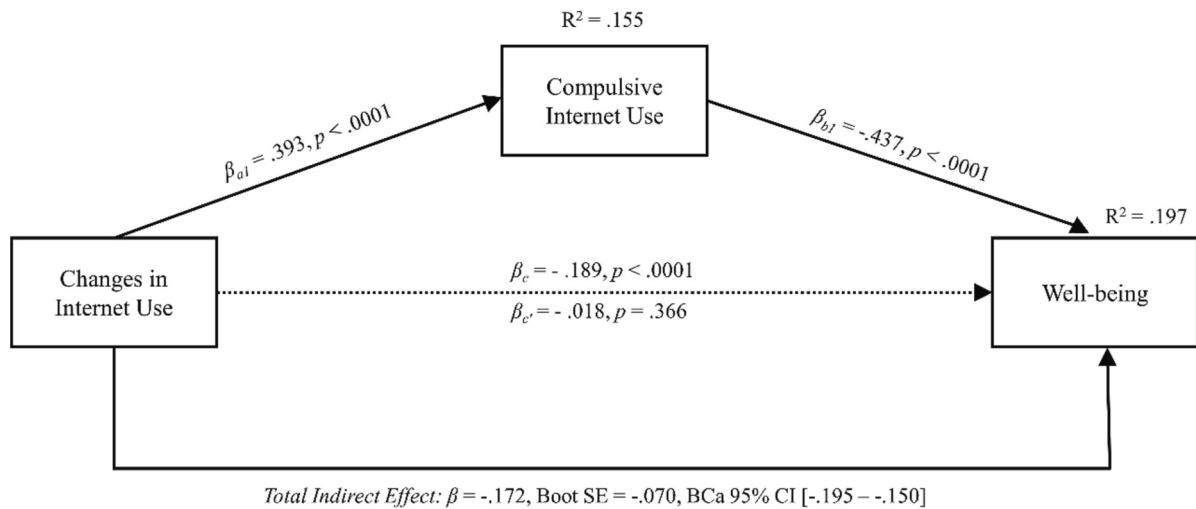 R² = .155
Compulsive
Internet Use
βa1 = .393, p < .0001
βb1 = -.437, p < .0001
R² = .197
Changes in
Internet Use
βc = - .189, p < .0001
βc' = - .018, p = .366
Well-being
Total Indirect Effect: β = -.172, Boot SE = -.070, BCa 95% CI [-.195 – -.150]